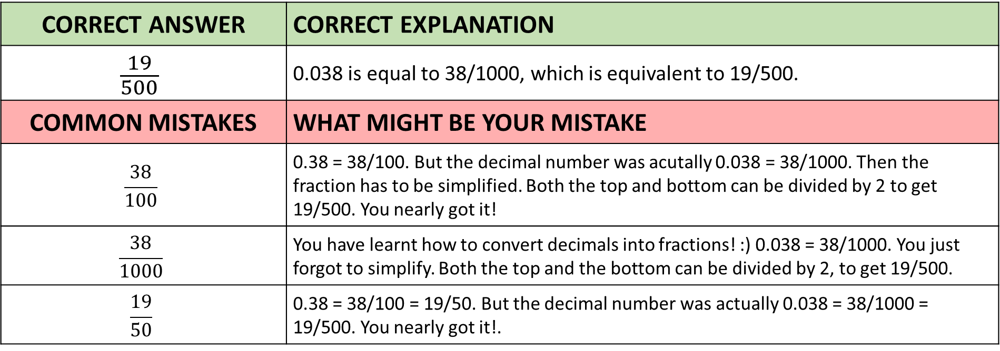 CORRECT ANSWER
CORRECT EXPLANATION
19
500
0.038 is equal to 38/1000, which is equivalent to 19/500.
COMMON MISTAKES
WHAT MIGHT BE YOUR MISTAKE
38
100
0.38 = 38/100. But the decimal number was acutally 0.038 = 38/1000. Then the
fraction has to be simplified. Both the top and bottom can be divided by 2 to get
19/500. You nearly got it!
38
1000
You have learnt how to convert decimals into fractions! :) 0.038 = 38/1000. You just
forgot to simplify. Both the top and the bottom can be divided by 2, to get 19/500.
19
50
0.38 = 38/100 = 19/50. But the decimal number was actually 0.038 = 38/1000 =
19/500. You nearly got it!.